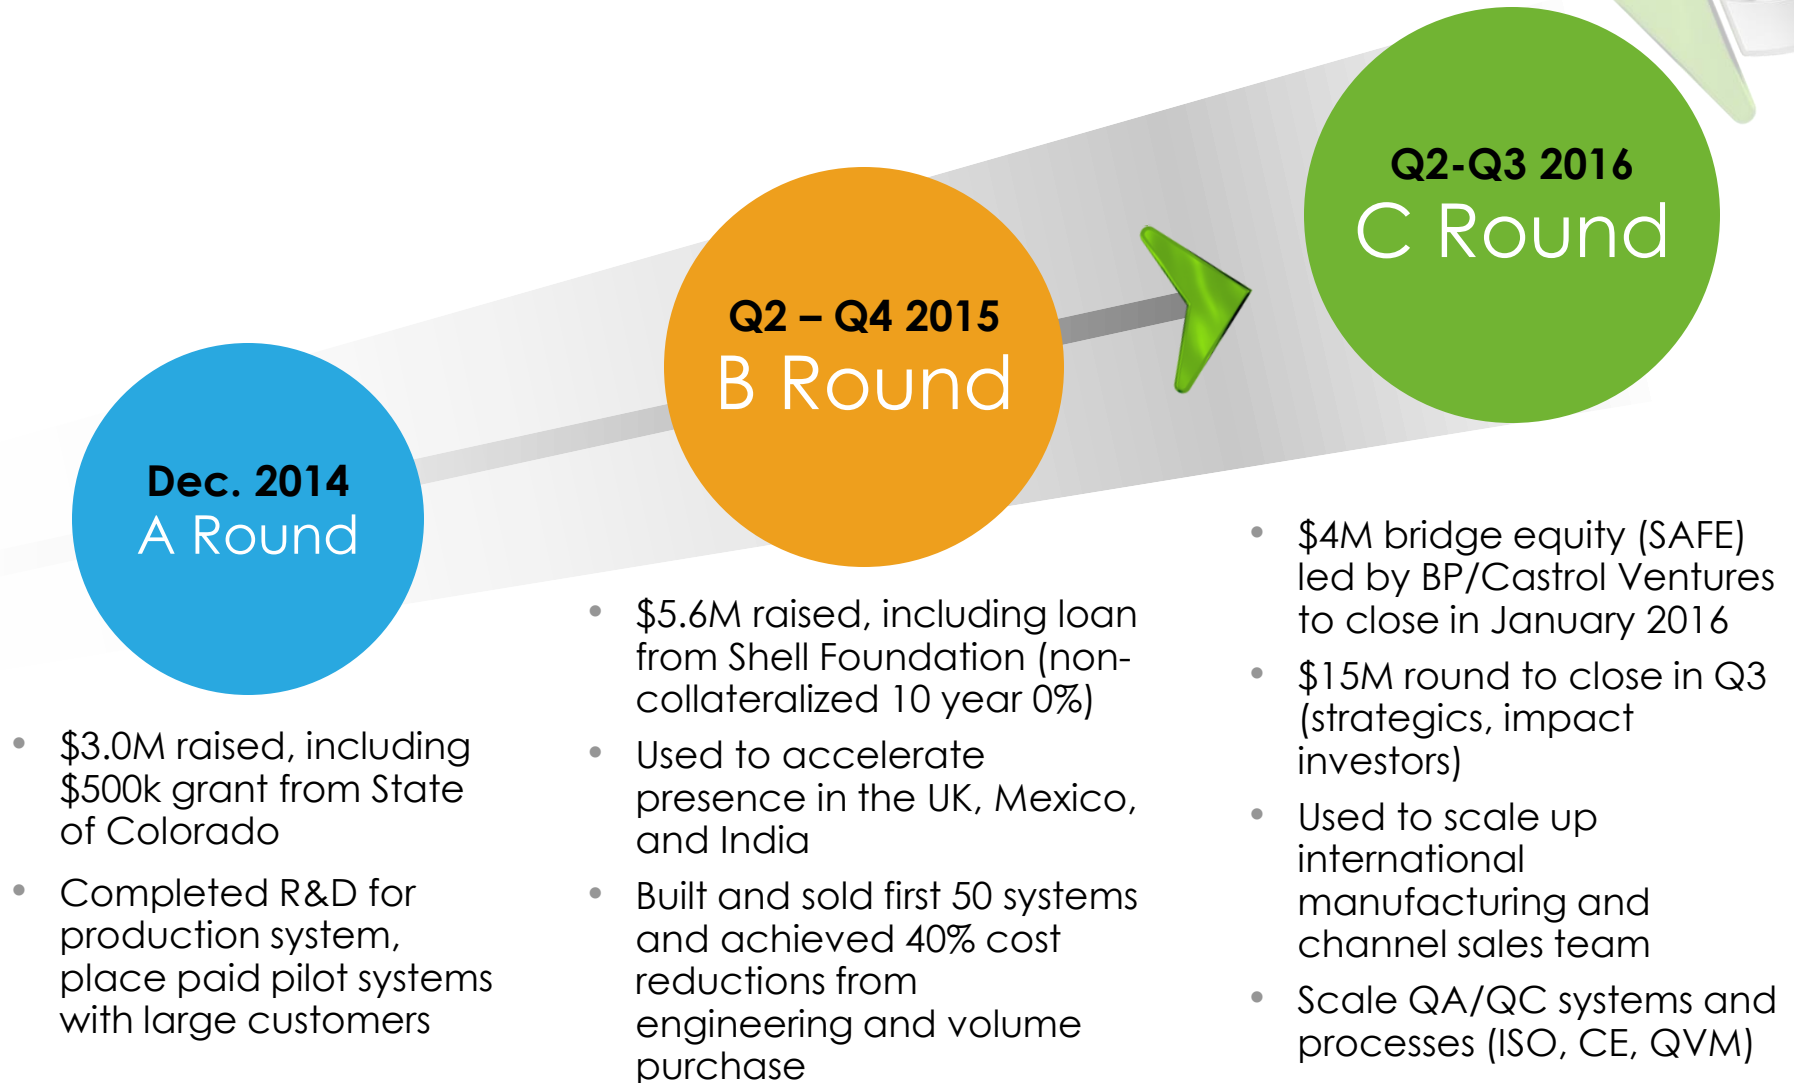 Dec. 2014
A Round
• $3.0M raised, including
$500k grant from State
of Colorado
• Completed R&D for
production system,
place paid pilot systems
with large customers
Q2 – Q4 2015
B Round
• $5.6M raised, including loan
from Shell Foundation (non-
collateralized 10 year 0%)
• Used to accelerate
presence in the UK, Mexico,
and India
• Built and sold first 50 systems
and achieved 40% cost
reductions from
engineering and volume
purchase
Q2-Q3 2016
C Round
• $4M bridge equity (SAFE)
led by BP/Castrol Ventures
to close in January 2016
• $15M round to close in Q3
(strategics, impact
investors)
• Used to scale up
international
manufacturing and
channel sales team
• Scale QA/QC systems and
processes (ISO, CE, QVM)